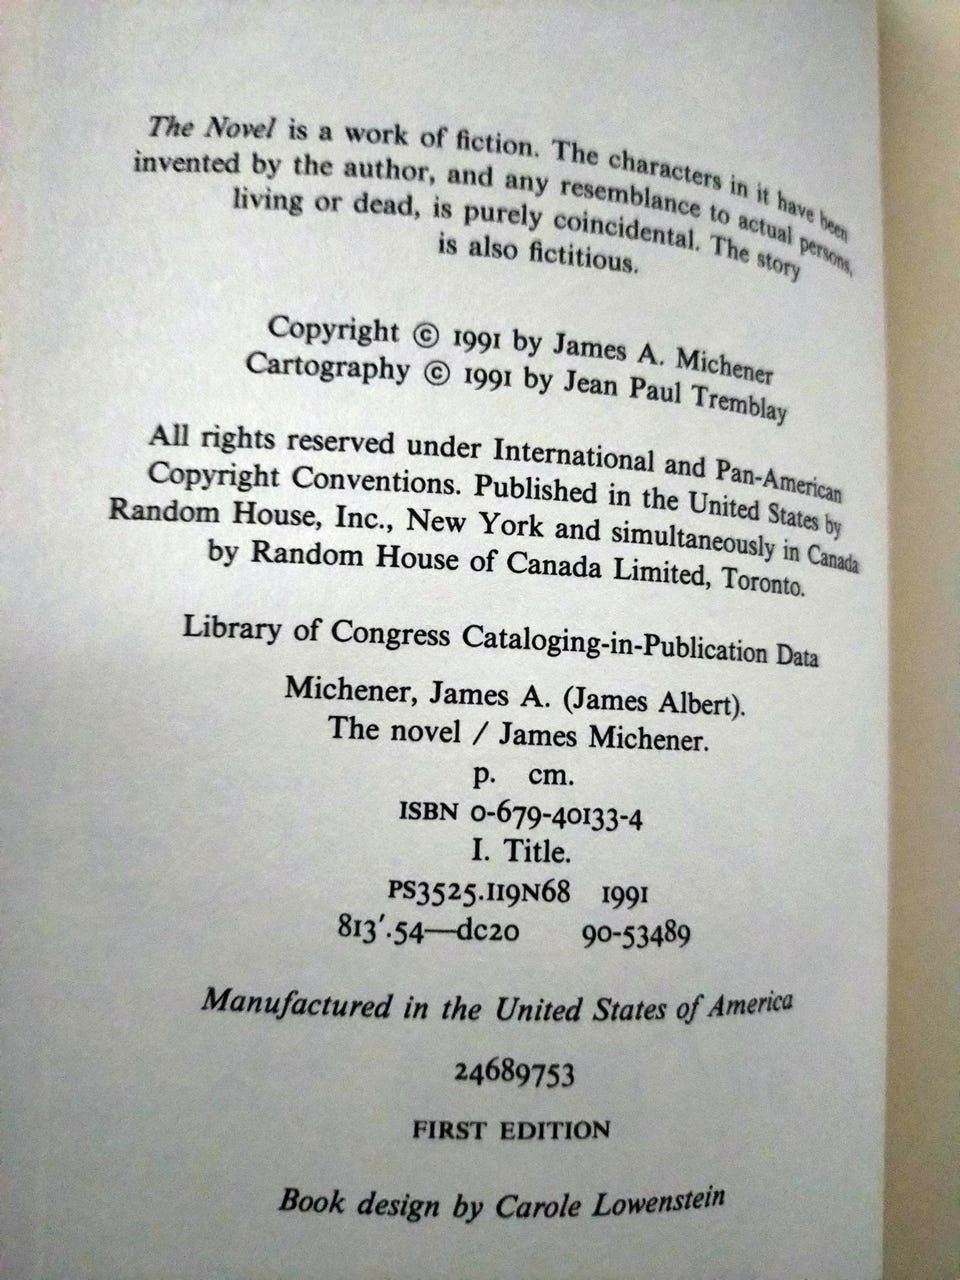 The Novel is a work of fiction. The characters in it have been
invented by the author, and any resemblance to actual persons,
living or dead, is purely coincidental. The story
is also fictitious.
Copyright © 1991 by James A. Michener
Cartography © 1991 by Jean Paul Tremblay
All rights reserved under International and Pan-American
Copyright Conventions. Published in the United States by
Random House, Inc., New York and simultaneously in Canada
by Random House of Canada Limited, Toronto.
Library of Congress Cataloging-in-Publication Data
Michener, James A. (James Albert).
The novel / James Michener.
p. cm.
ISBN 0-679-40133-4
I. Title.
PS3525.I19N68 1991
813′.54—dc20 90-53489
Manufactured in the United States of America
24689753
FIRST EDITION
Book design by Carole Lowenstein